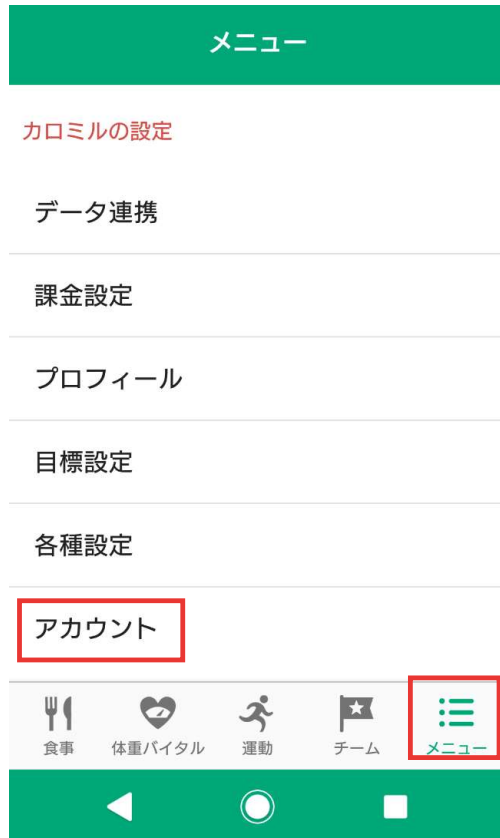 メニュー
カロミルの設定
データ連携
課金設定
プロフィール
目標設定
各種設定
アカウント
食事 体重バイタル 運動 チーム メニュー